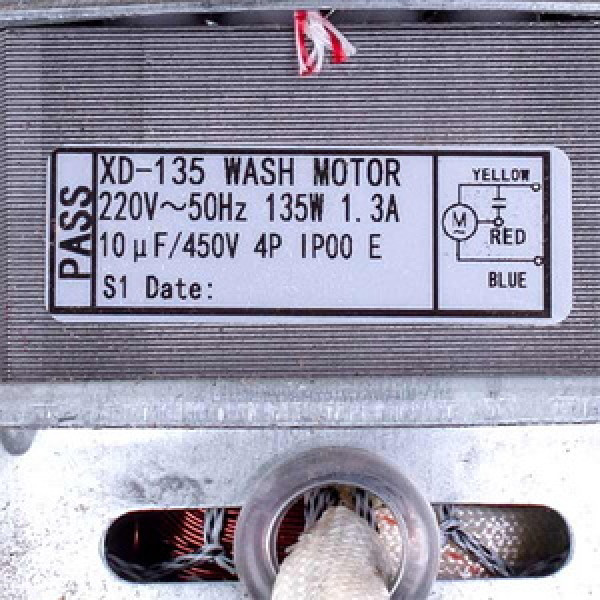 PASS
XD-135 WASH MOTOR
220V～50Hz 135W 1.3A
10μF/450V 4P IP00 E
S1 Date:
YELLOW
M
RED
BLUE